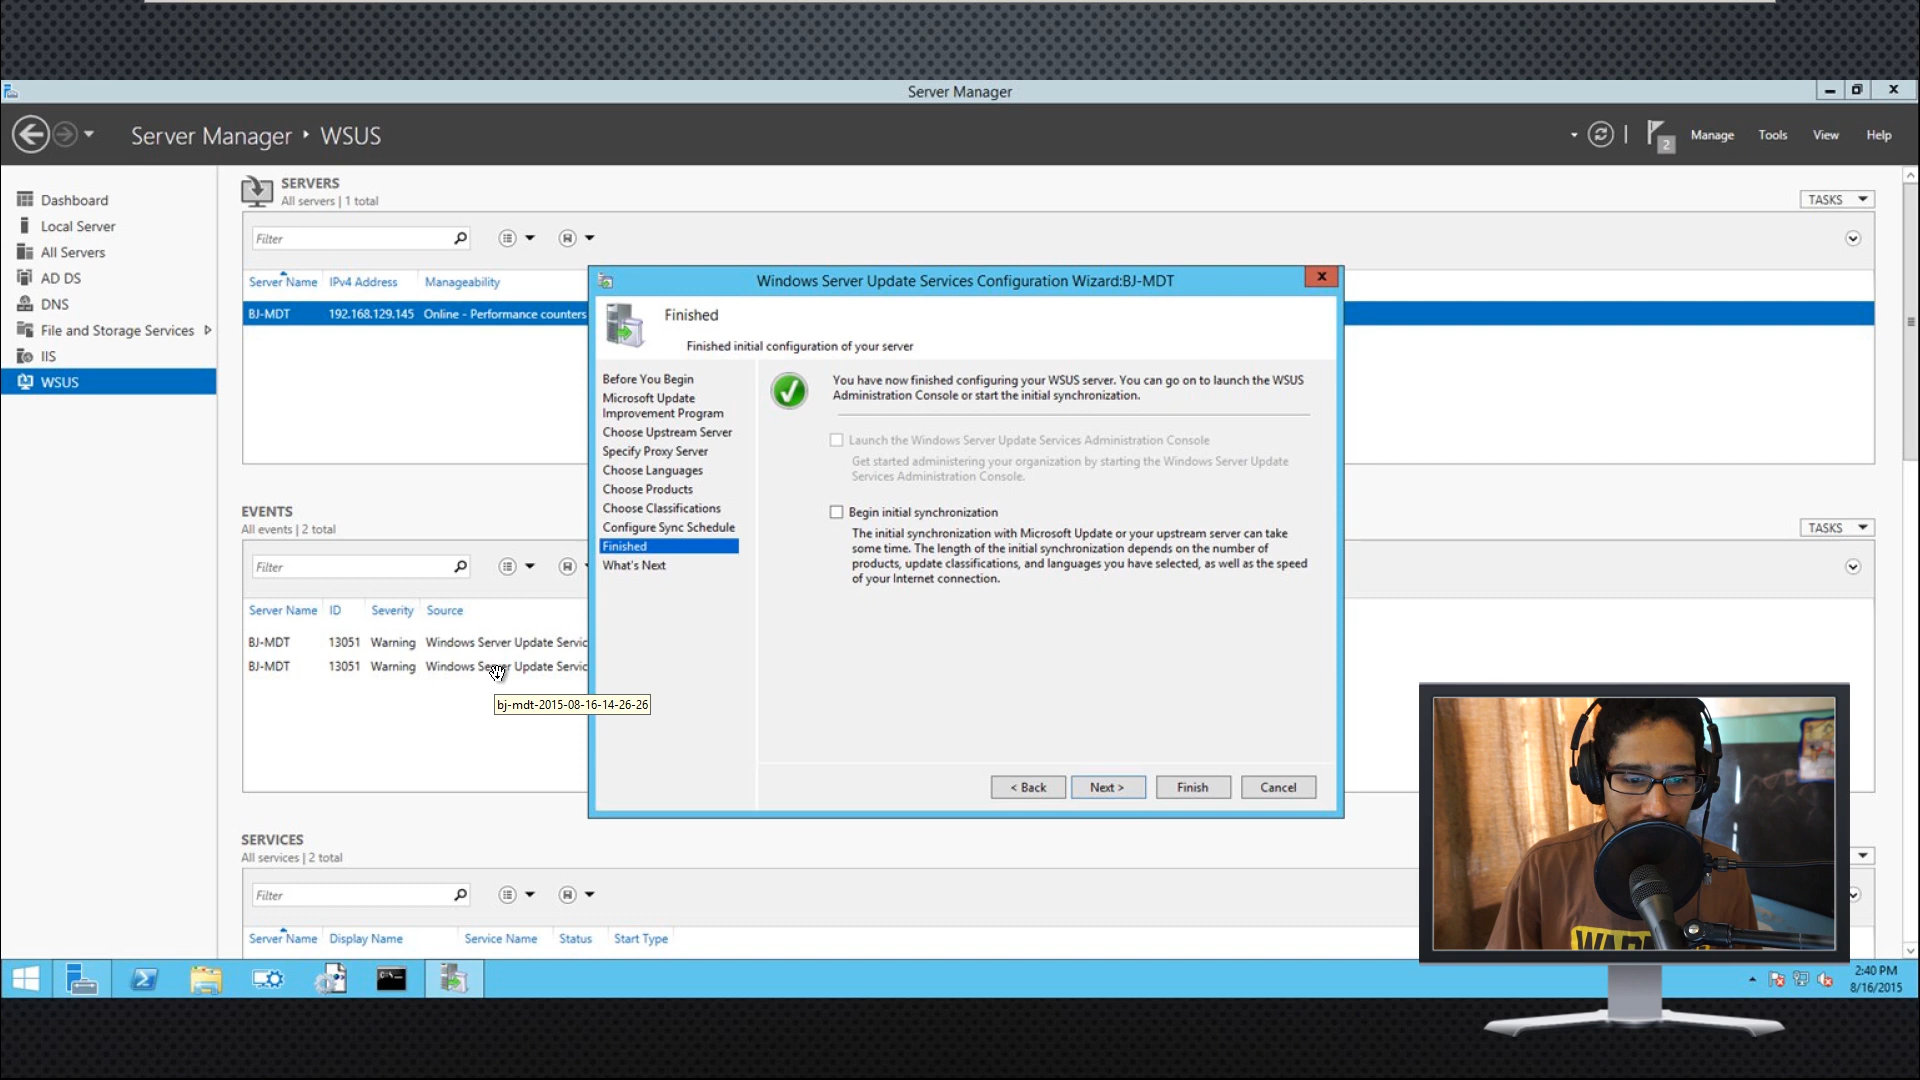 Server Manager
Server Manager ‣ WSUS
2
Manage
Tools
View
Help
Dashboard
Local Server
All Servers
AD DS
DNS
File and Storage Services
IIS
WSUS
SERVERS
All servers | 1 total
TASKS
Filter
Server Name
IPv4 Address
Manageability
BJ-MDT
192.168.129.145
Online - Performance counters
EVENTS
All events | 2 total
TASKS
Filter
Server Name
ID
Severity
Source
BJ-MDT
13051
Warning
Windows Server Update Servic
BJ-MDT
13051
Warning
Windows Server Update Servic
bj-mdt-2015-08-16-14-26-26
SERVICES
All services | 2 total
Filter
Server Name
Display Name
Service Name
Status
Start Type
Windows Server Update Services Configuration Wizard:BJ-MDT
x
Finished
Finished initial configuration of your server
Before You Begin
Microsoft Update
Improvement Program
Choose Upstream Server
Specify Proxy Server
Choose Languages
Choose Products
Choose Classifications
Configure Sync Schedule
Finished
What's Next
You have now finished configuring your WSUS server. You can go on to launch the WSUS
Administration Console or start the initial synchronization.
Launch the Windows Server Update Services Administration Console
Get started administering your organization by starting the Windows Server Update
Services Administration Console.
Begin initial synchronization
The initial synchronization with Microsoft Update or your upstream server can take
some time. The length of the initial synchronization depends on the number of
products, update classifications, and languages you have selected, as well as the speed
of your Internet connection.
< Back
Next >
Finish
Cancel
2:40 PM
8/16/2015